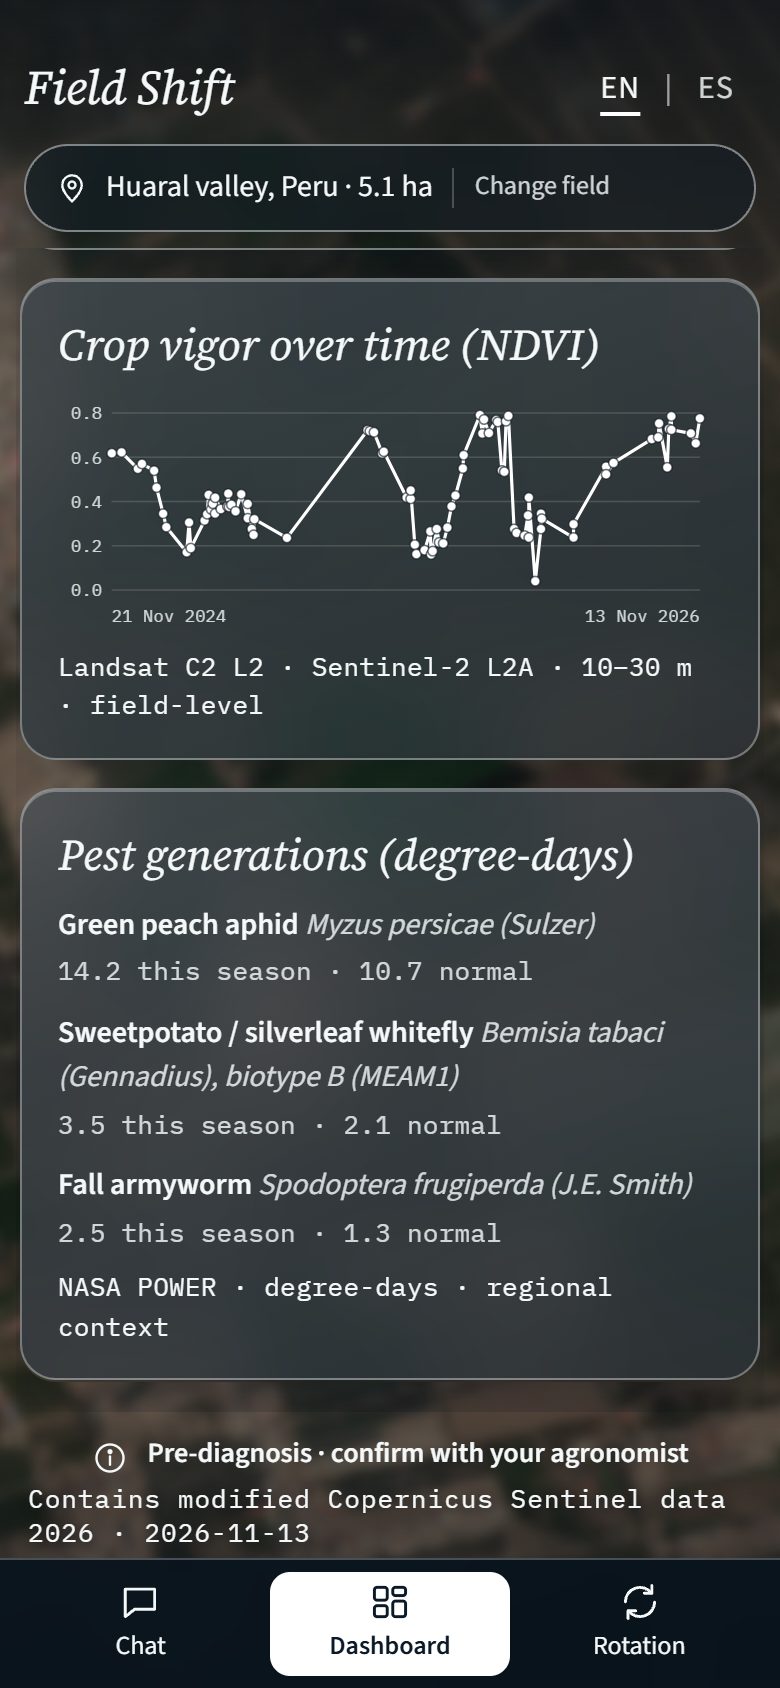 Field Shift
EN | ES
Huaral valley, Peru · 5.1 ha | Change field
Crop vigor over time (NDVI)
0.8
0.6
0.4
0.2
0.0
21 Nov 2024 13 Nov 2026
Landsat C2 L2 · Sentinel-2 L2A · 10–30 m
· field-level
Pest generations (degree-days)
Green peach aphid Myzus persicae (Sulzer)
14.2 this season · 10.7 normal
Sweetpotato / silverleaf whitefly Bemisia tabaci
(Gennadius), biotype B (MEAM1)
3.5 this season · 2.1 normal
Fall armyworm Spodoptera frugiperda (J.E. Smith)
2.5 this season · 1.3 normal
NASA POWER · degree-days · regional
context
Pre-diagnosis · confirm with your agronomist
Contains modified Copernicus Sentinel data
2026 · 2026-11-13
Chat Dashboard Rotation